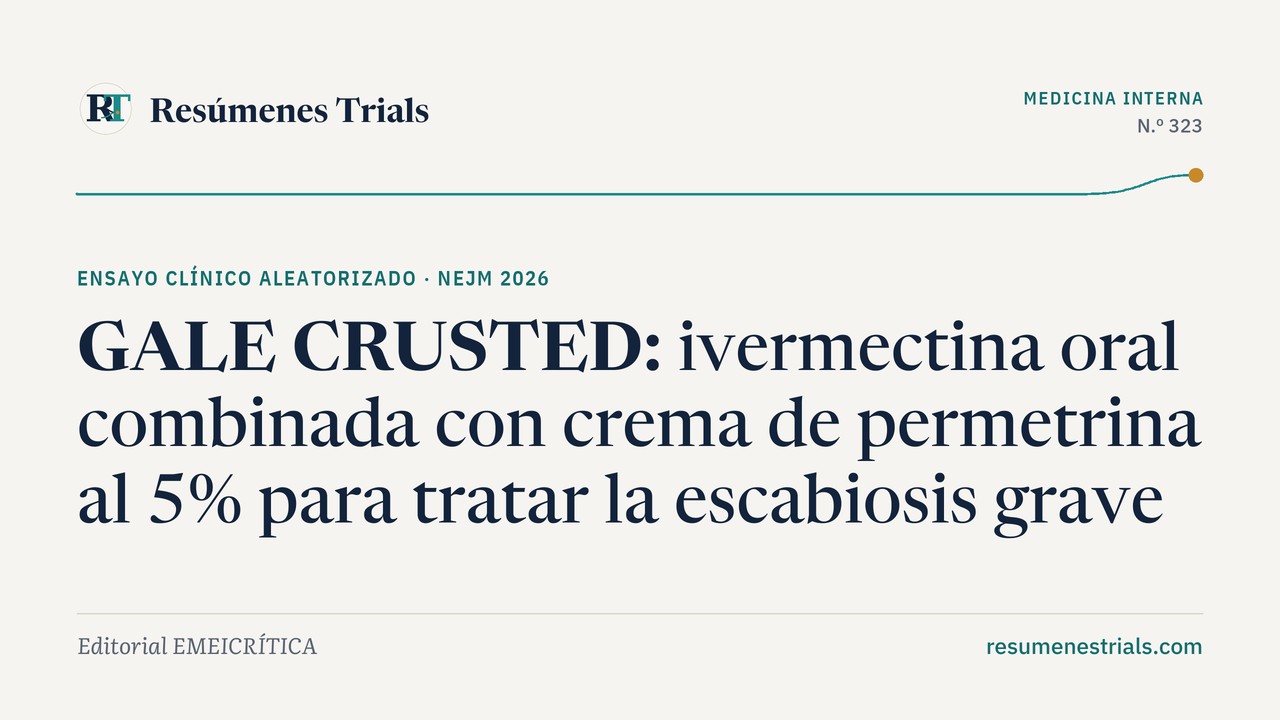 RT Resúmenes Trials
MEDICINA INTERNA
N.º 323
ENSAYO CLÍNICO ALEATORIZADO · NEJM 2026
GALE CRUSTED: ivermectina oral
combinada con crema de permetrina
al 5% para tratar la escabiosis grave
Editorial EMEICRÍTICA
resumenestrials.com